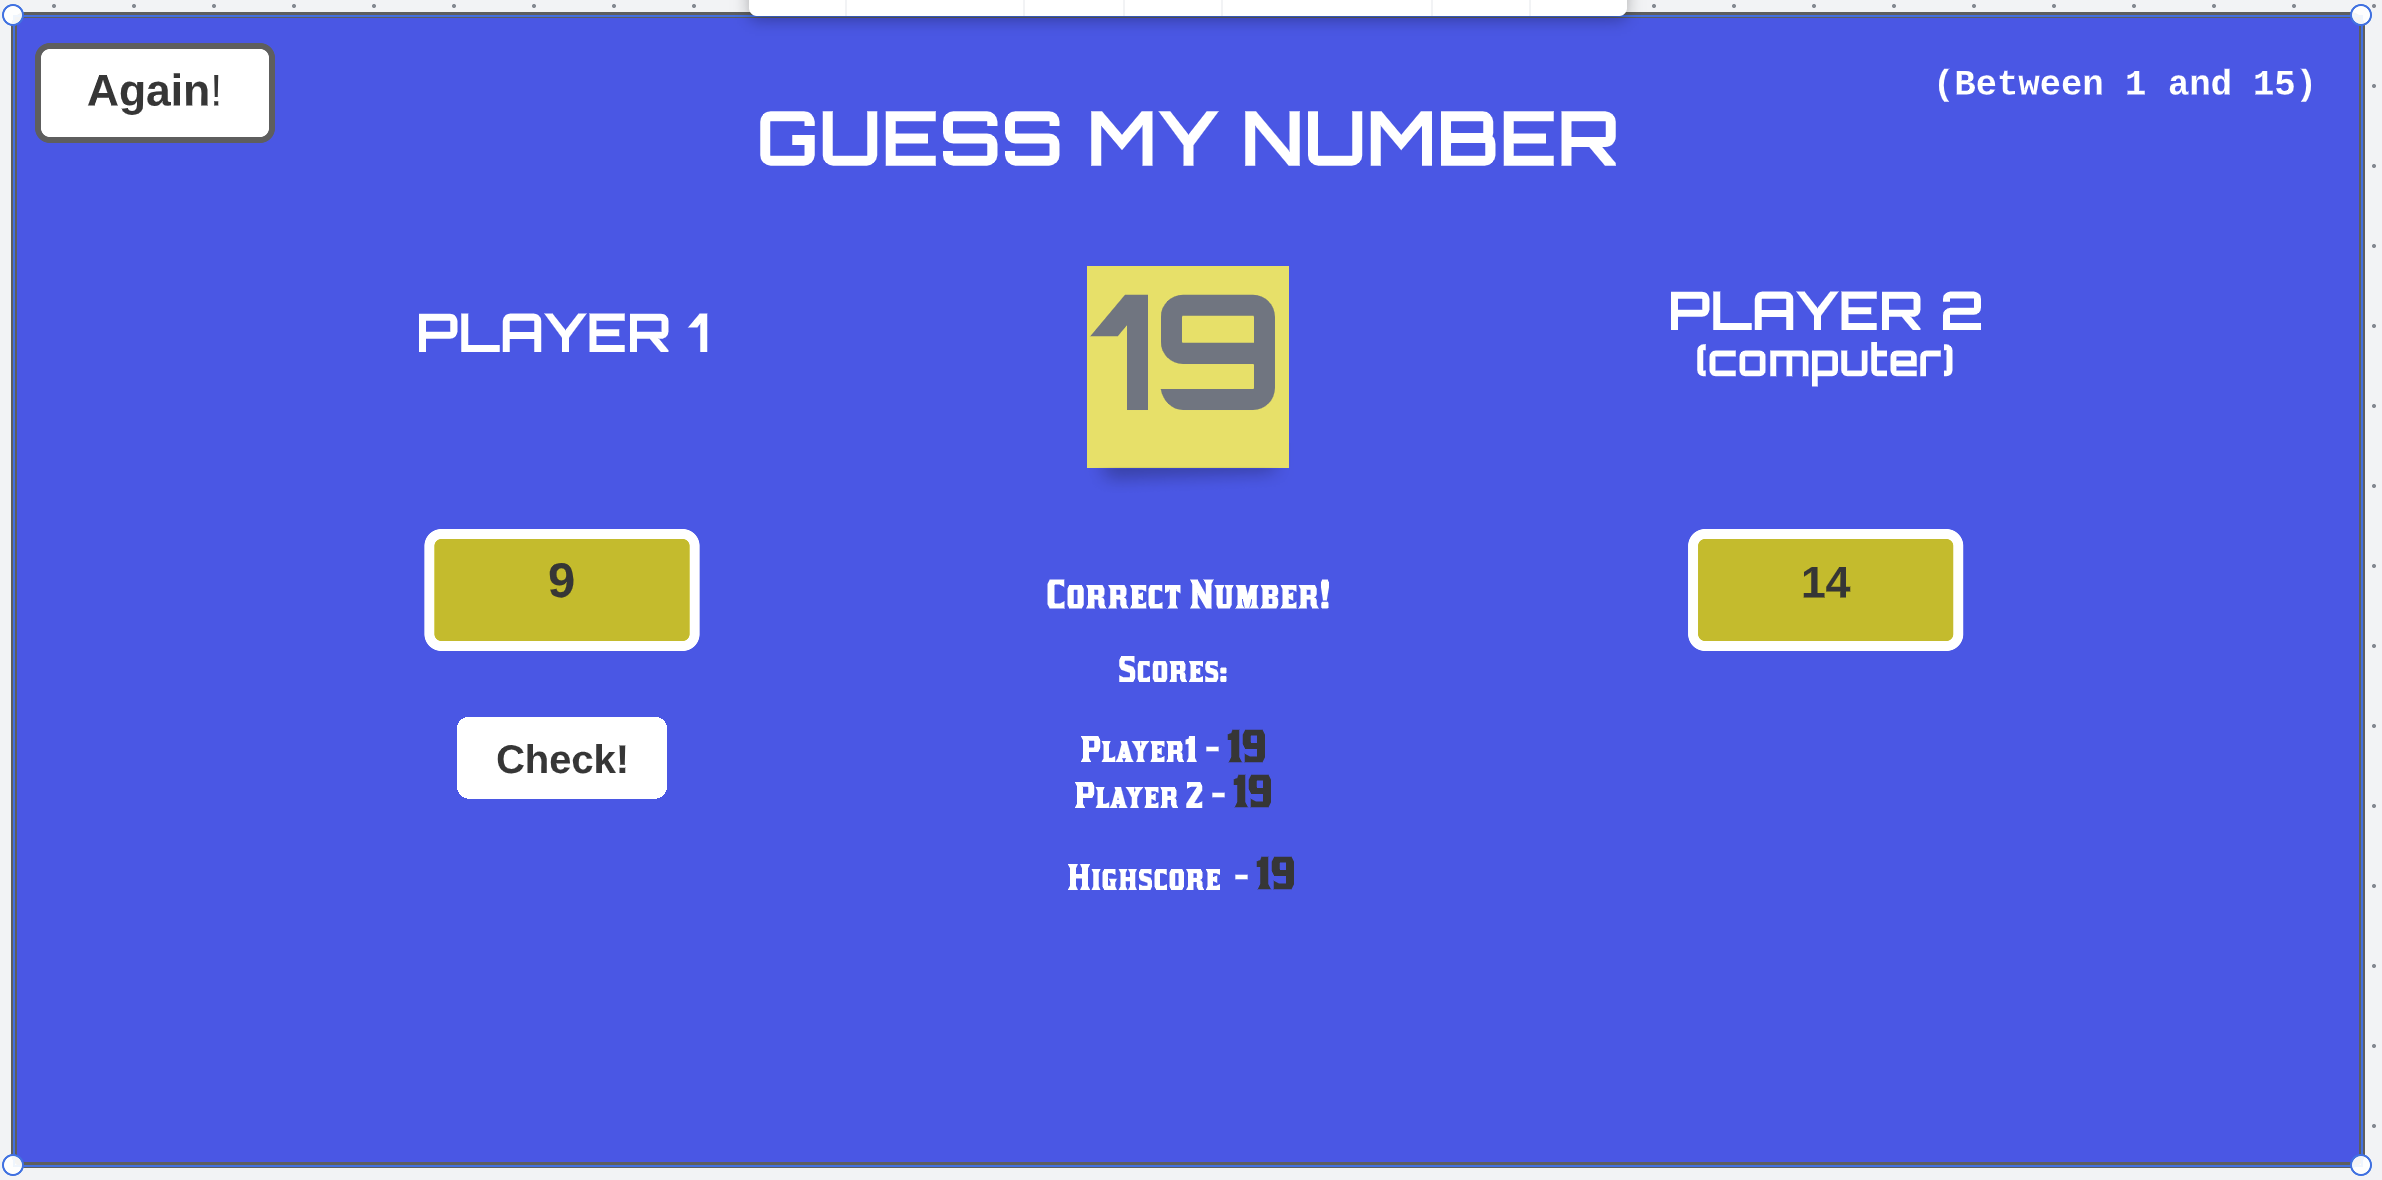 Again!
(Between 1 and 15)
GUESS MY NUMBER
PLAYER 1
19
PLAYER 2
(computer)
9
Correct Number!
14
Scores:
Check!
Player1 - 19
Player 2 - 19
Highscore - 19